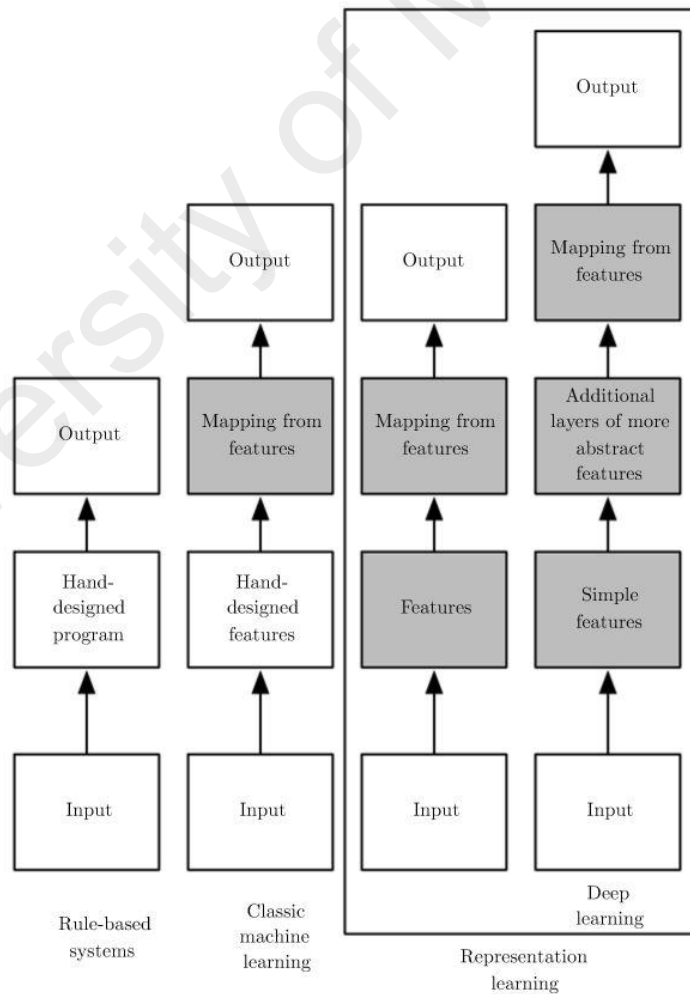 Output
Output
Output
Mapping from
features
Output
Mapping from
features
Mapping from
features
Additional
layers of more
abstract
features
Hand-
designed
program
Hand-
designed
features
Features
Simple
features
Input
Input
Input
Input
Rule-based
systems
Classic
machine
learning
Deep
learning
Representation
learning
ersity of